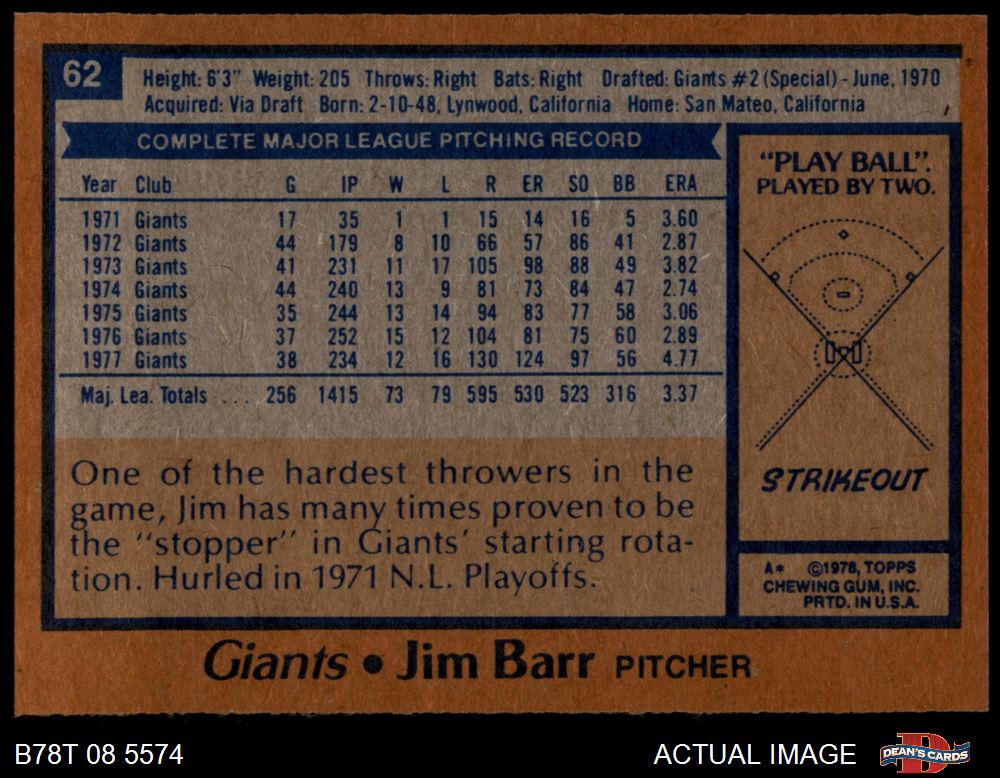 62
Height: 6'3" Weight: 205 Throws: Right Bats: Right Drafted: Giants #2 (Special) - June, 1970
Acquired: Via Draft Born: 2-10-48, Lynwood, California Home: San Mateo, California
COMPLETE MAJOR LEAGUE PITCHING RECORD
Year Club G IP W L R ER SO BB ERA
1971 Giants 17 35 1 1 15 14 16 5 3.60
1972 Giants 44 179 8 10 66 57 86 41 2.87
1973 Giants 41 231 11 17 105 98 88 49 3.82
1974 Giants 44 240 13 9 81 73 84 47 2.74
1975 Giants 35 244 13 14 94 83 77 58 3.06
1976 Giants 37 252 15 12 104 81 75 60 2.89
1977 Giants 38 234 12 16 130 124 97 56 4.77
Maj. Lea. Totals ... 256 1415 73 79 595 530 523 316 3.37
One of the hardest throwers in the
game, Jim has many times proven to be
the "stopper" in Giants' starting rota-
tion. Hurled in 1971 N.L. Playoffs.
"PLAY BALL".
PLAYED BY TWO.
STRIKEOUT
A* ©1978, TOPPS
CHEWING GUM, INC.
PRTD. IN U.S.A.
Giants • Jim Barr PITCHER
B78T 08 5574
ACTUAL IMAGE
D
DEAN'S CARDS